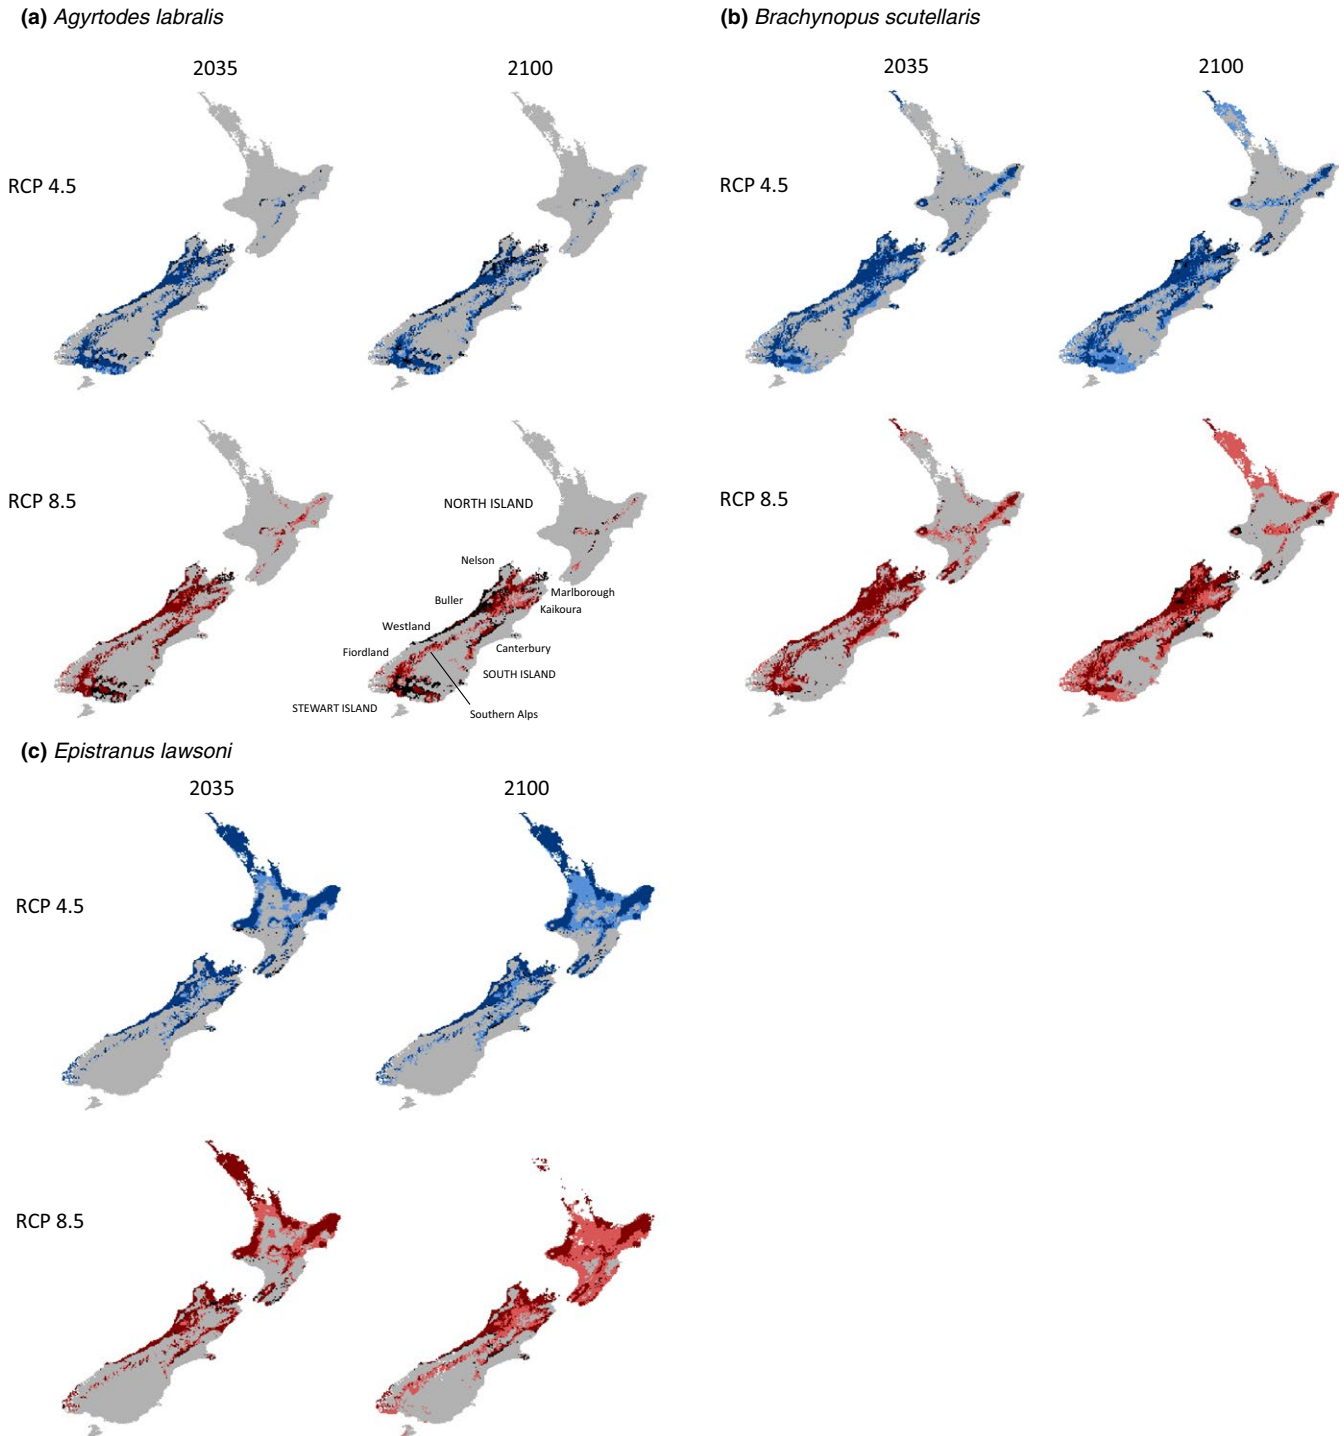 (a) Agyrtodes labralis
2035
2100
RCP 4.5
RCP 8.5
NORTH ISLAND
Nelson
Marlborough
Buller
Kaikoura
Westland
Canterbury
Fiordland
SOUTH ISLAND
STEWART ISLAND
Southern Alps
(b) Brachynopus scutellaris
2035
2100
RCP 4.5
RCP 8.5
(c) Epistranus lawsoni
2035
2100
RCP 4.5
RCP 8.5